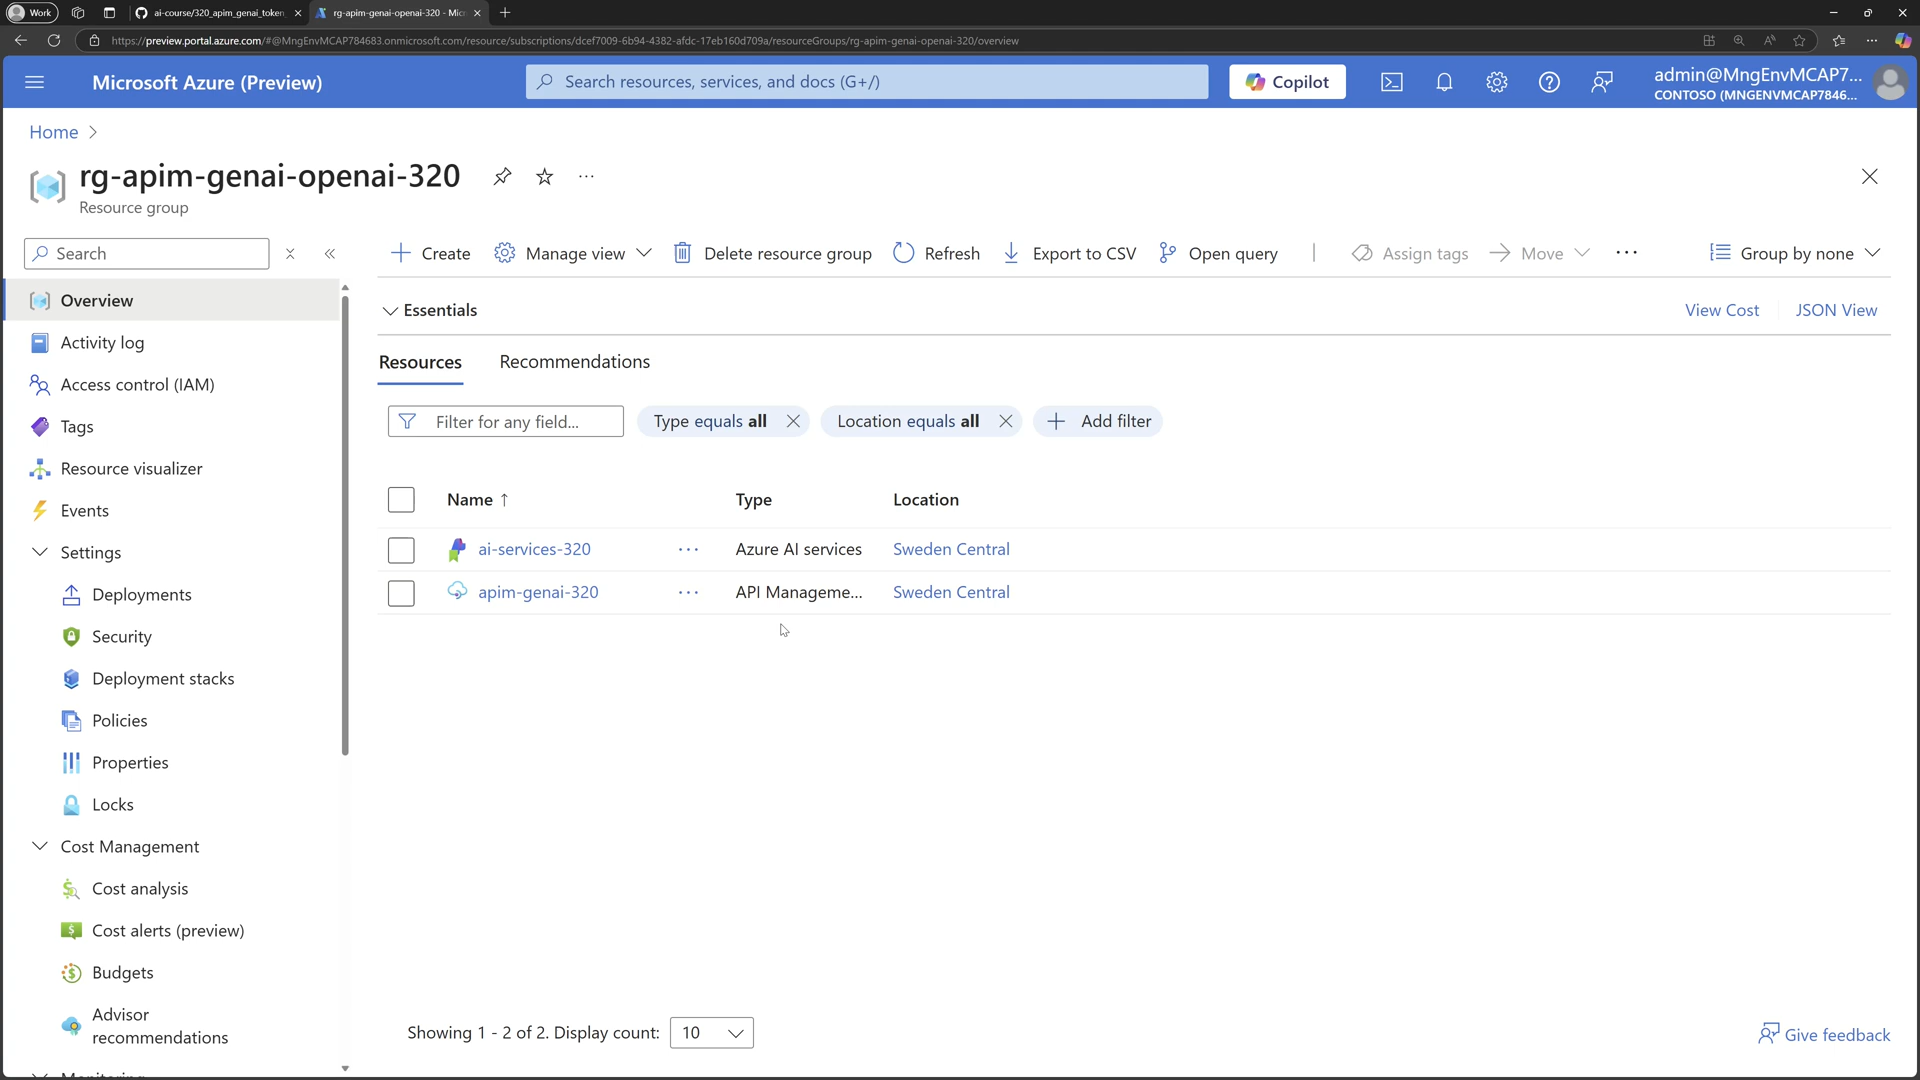 Work
ai-course/320_apim_genai_token
rg-apim-genai-openai-320 - Mic
https://preview.portal.azure.com/#@MngEnvMCAP784683.onmicrosoft.com/resource/subscriptions/dcef7009-6b94-4382-afdc-17eb160d709a/resourceGroups/rg-apim-genai-openai-320/overview
Microsoft Azure (Preview)
Search resources, services, and docs (G+/)
Copilot
admin@MngEnvMCAP7...
CONTOSO (MNGENVMCAP7846...
Home
rg-apim-genai-openai-320
Resource group
Search
Create
Manage view
Delete resource group
Refresh
Export to CSV
Open query
Assign tags
Move
Group by none
Overview
Activity log
Access control (IAM)
Tags
Resource visualizer
Events
Settings
Deployments
Security
Deployment stacks
Policies
Properties
Locks
Cost Management
Cost analysis
Cost alerts (preview)
Budgets
Advisor
recommendations
Essentials
View Cost
JSON View
Resources
Recommendations
Filter for any field...
Type equals all
Location equals all
Add filter
Name ↑
Type
Location
ai-services-320
Azure AI services
Sweden Central
apim-genai-320
API Manageme...
Sweden Central
Showing 1 - 2 of 2. Display count:
10
Give feedback